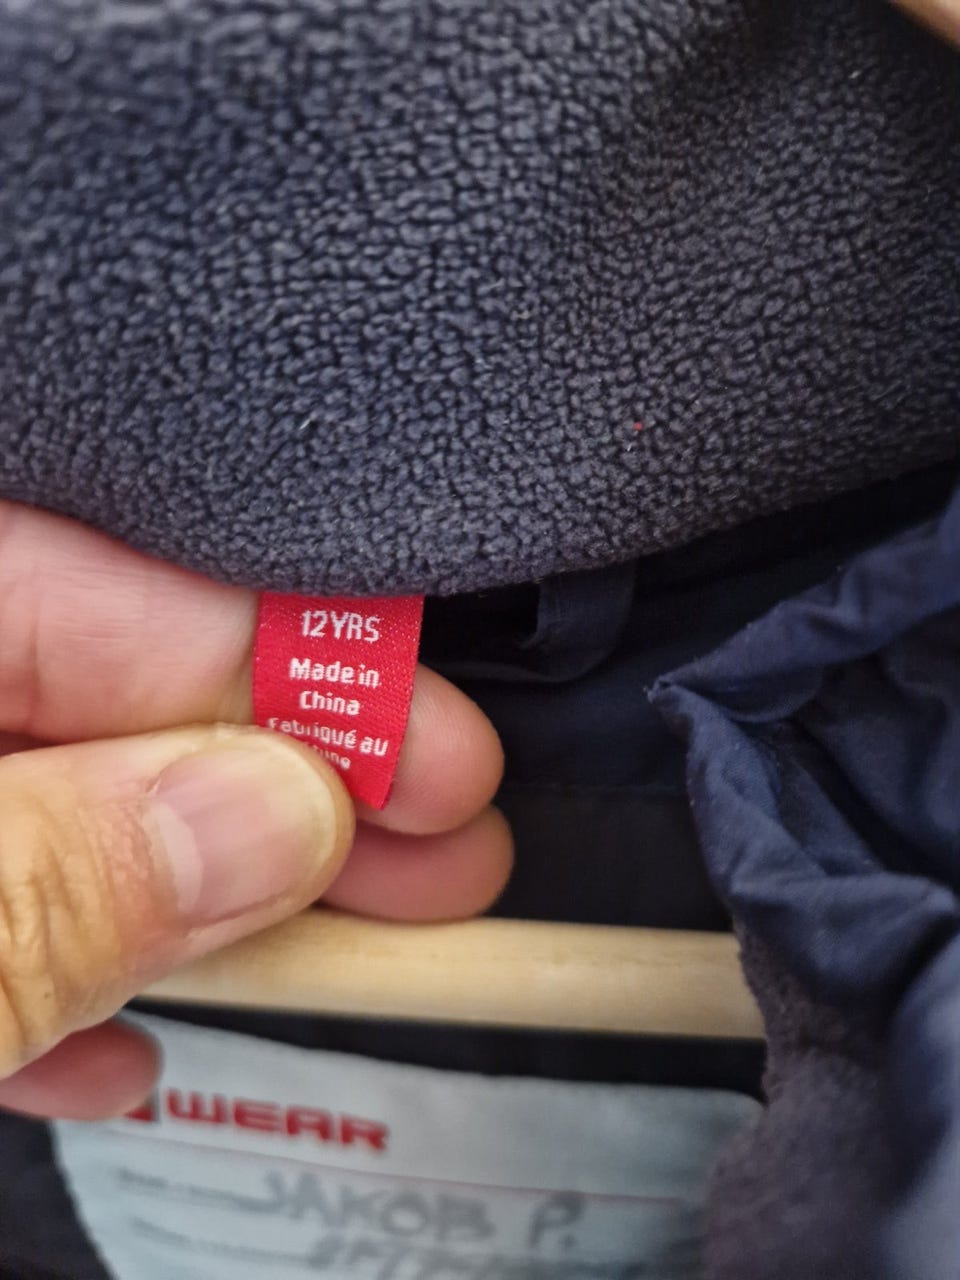 12YRS
Made in
China
Fabriqué au
WEAR
JAKOB P.